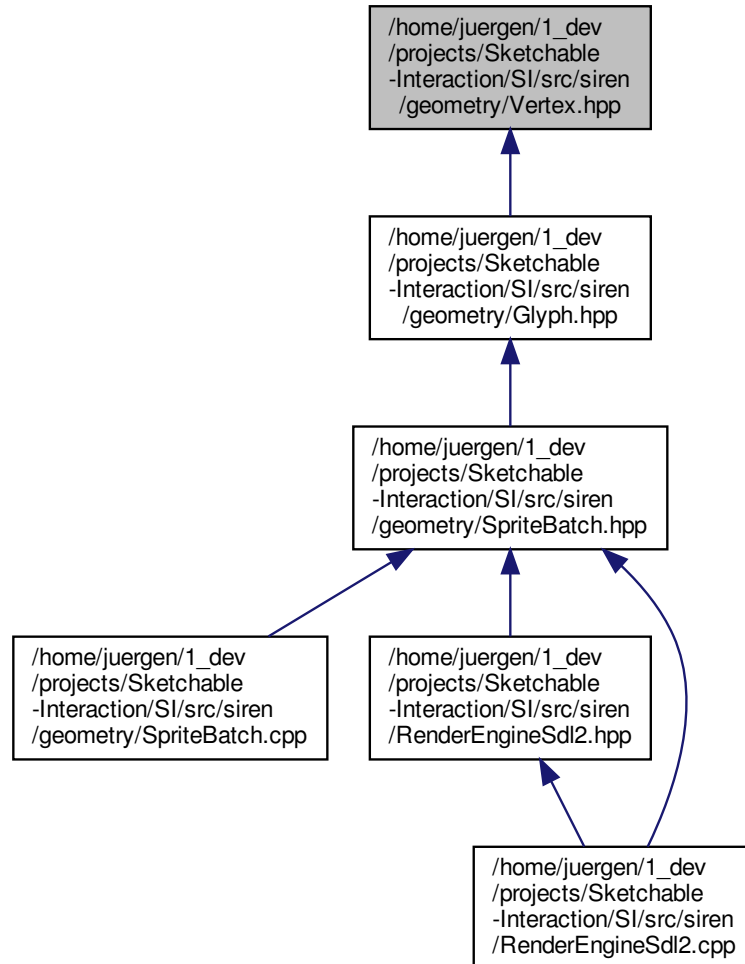 /home/juergen/1_dev
/projects/Sketchable
-Interaction/SI/src/siren
/geometry/Vertex.hpp
/home/juergen/1_dev
/projects/Sketchable
-Interaction/SI/src/siren
/geometry/Glyph.hpp
/home/juergen/1_dev
/projects/Sketchable
-Interaction/SI/src/siren
/geometry/SpriteBatch.hpp
/home/juergen/1_dev
/projects/Sketchable
-Interaction/SI/src/siren
/geometry/SpriteBatch.cpp
/home/juergen/1_dev
/projects/Sketchable
-Interaction/SI/src/siren
/RenderEngineSdl2.hpp
/home/juergen/1_dev
/projects/Sketchable
-Interaction/SI/src/siren
/RenderEngineSdl2.cpp